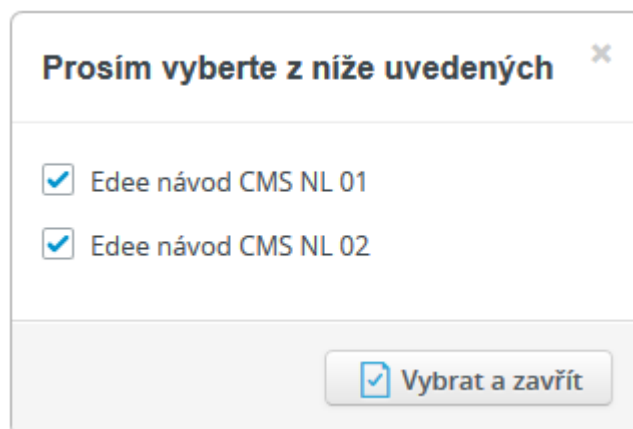 Prosím vyberte z níže uvedených
Edee návod CMS NL 01
Edee návod CMS NL 02
Vybrat a zavřít